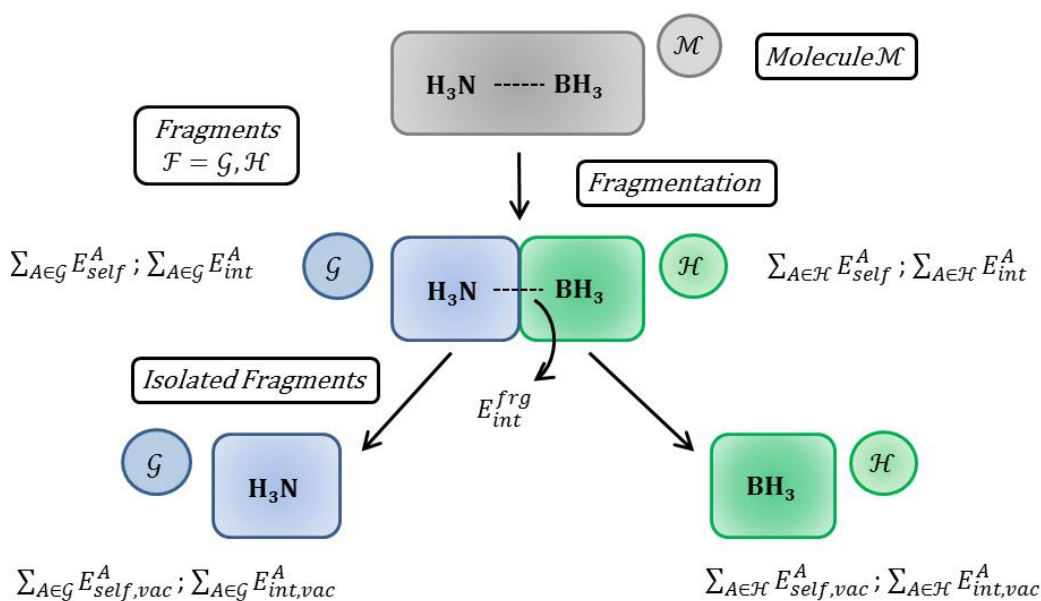 ℳ
Molecule ℳ
H₃N ------ BH₃
Fragments
ℱ = 𝒢, ℋ
Fragmentation
∑_{A∈𝒢} E^A_{self} ; ∑_{A∈𝒢} E^A_{int}
𝒢
H₃N ------ BH₃
ℋ
∑_{A∈ℋ} E^A_{self} ; ∑_{A∈ℋ} E^A_{int}
Isolated Fragments
E^{frg}_{int}
𝒢
H₃N
BH₃
ℋ
∑_{A∈𝒢} E^A_{self,vac} ; ∑_{A∈𝒢} E^A_{int,vac}
∑_{A∈ℋ} E^A_{self,vac} ; ∑_{A∈ℋ} E^A_{int,vac}